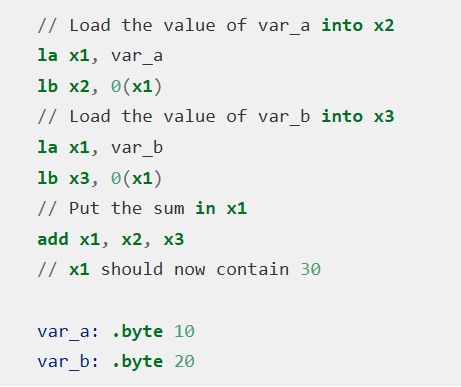 // Load the value of var_a into x2
la x1, var_a
lb x2, 0(x1)
// Load the value of var_b into x3
la x1, var_b
lb x3, 0(x1)
// Put the sum in x1
add x1, x2, x3
// x1 should now contain 30
var_a: .byte 10
var_b: .byte 20